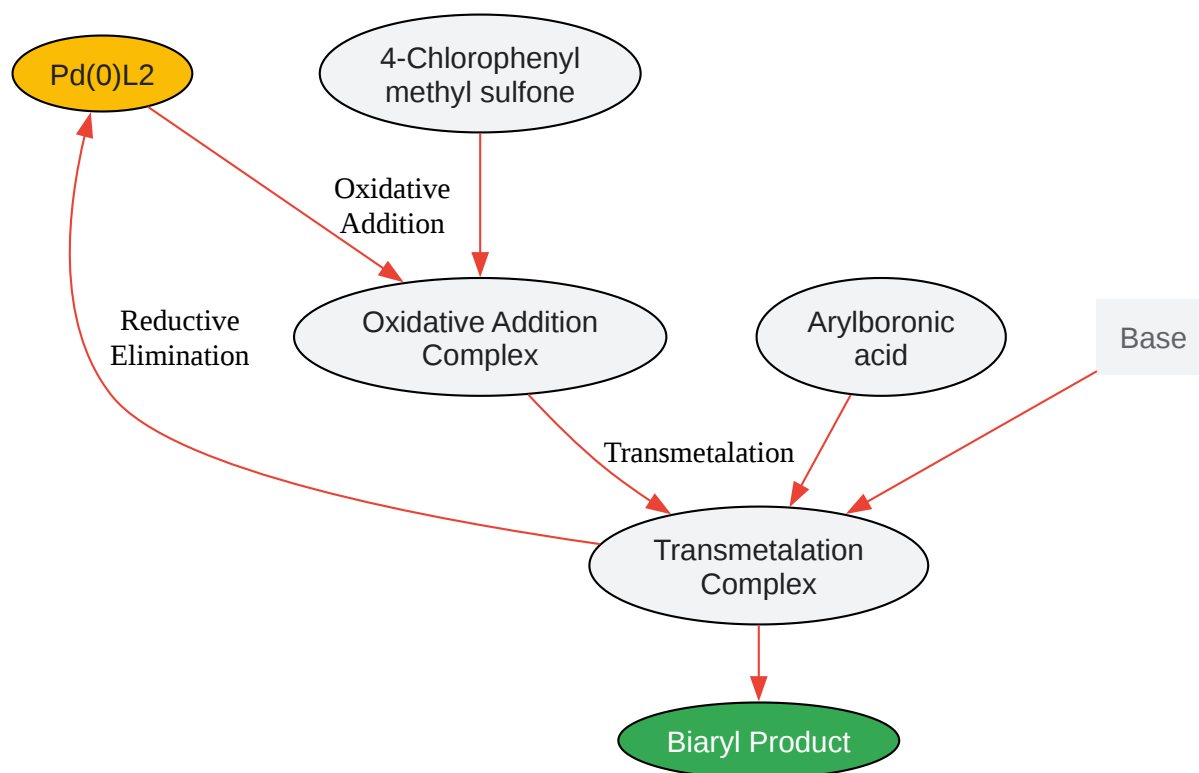 Pd(0)L2
4-Chlorophenyl
methyl sulfone
Oxidative
Addition
Reductive
Elimination
Oxidative Addition
Complex
Arylboronic
acid
Base
Transmetalation
Transmetalation
Complex
Biaryl Product